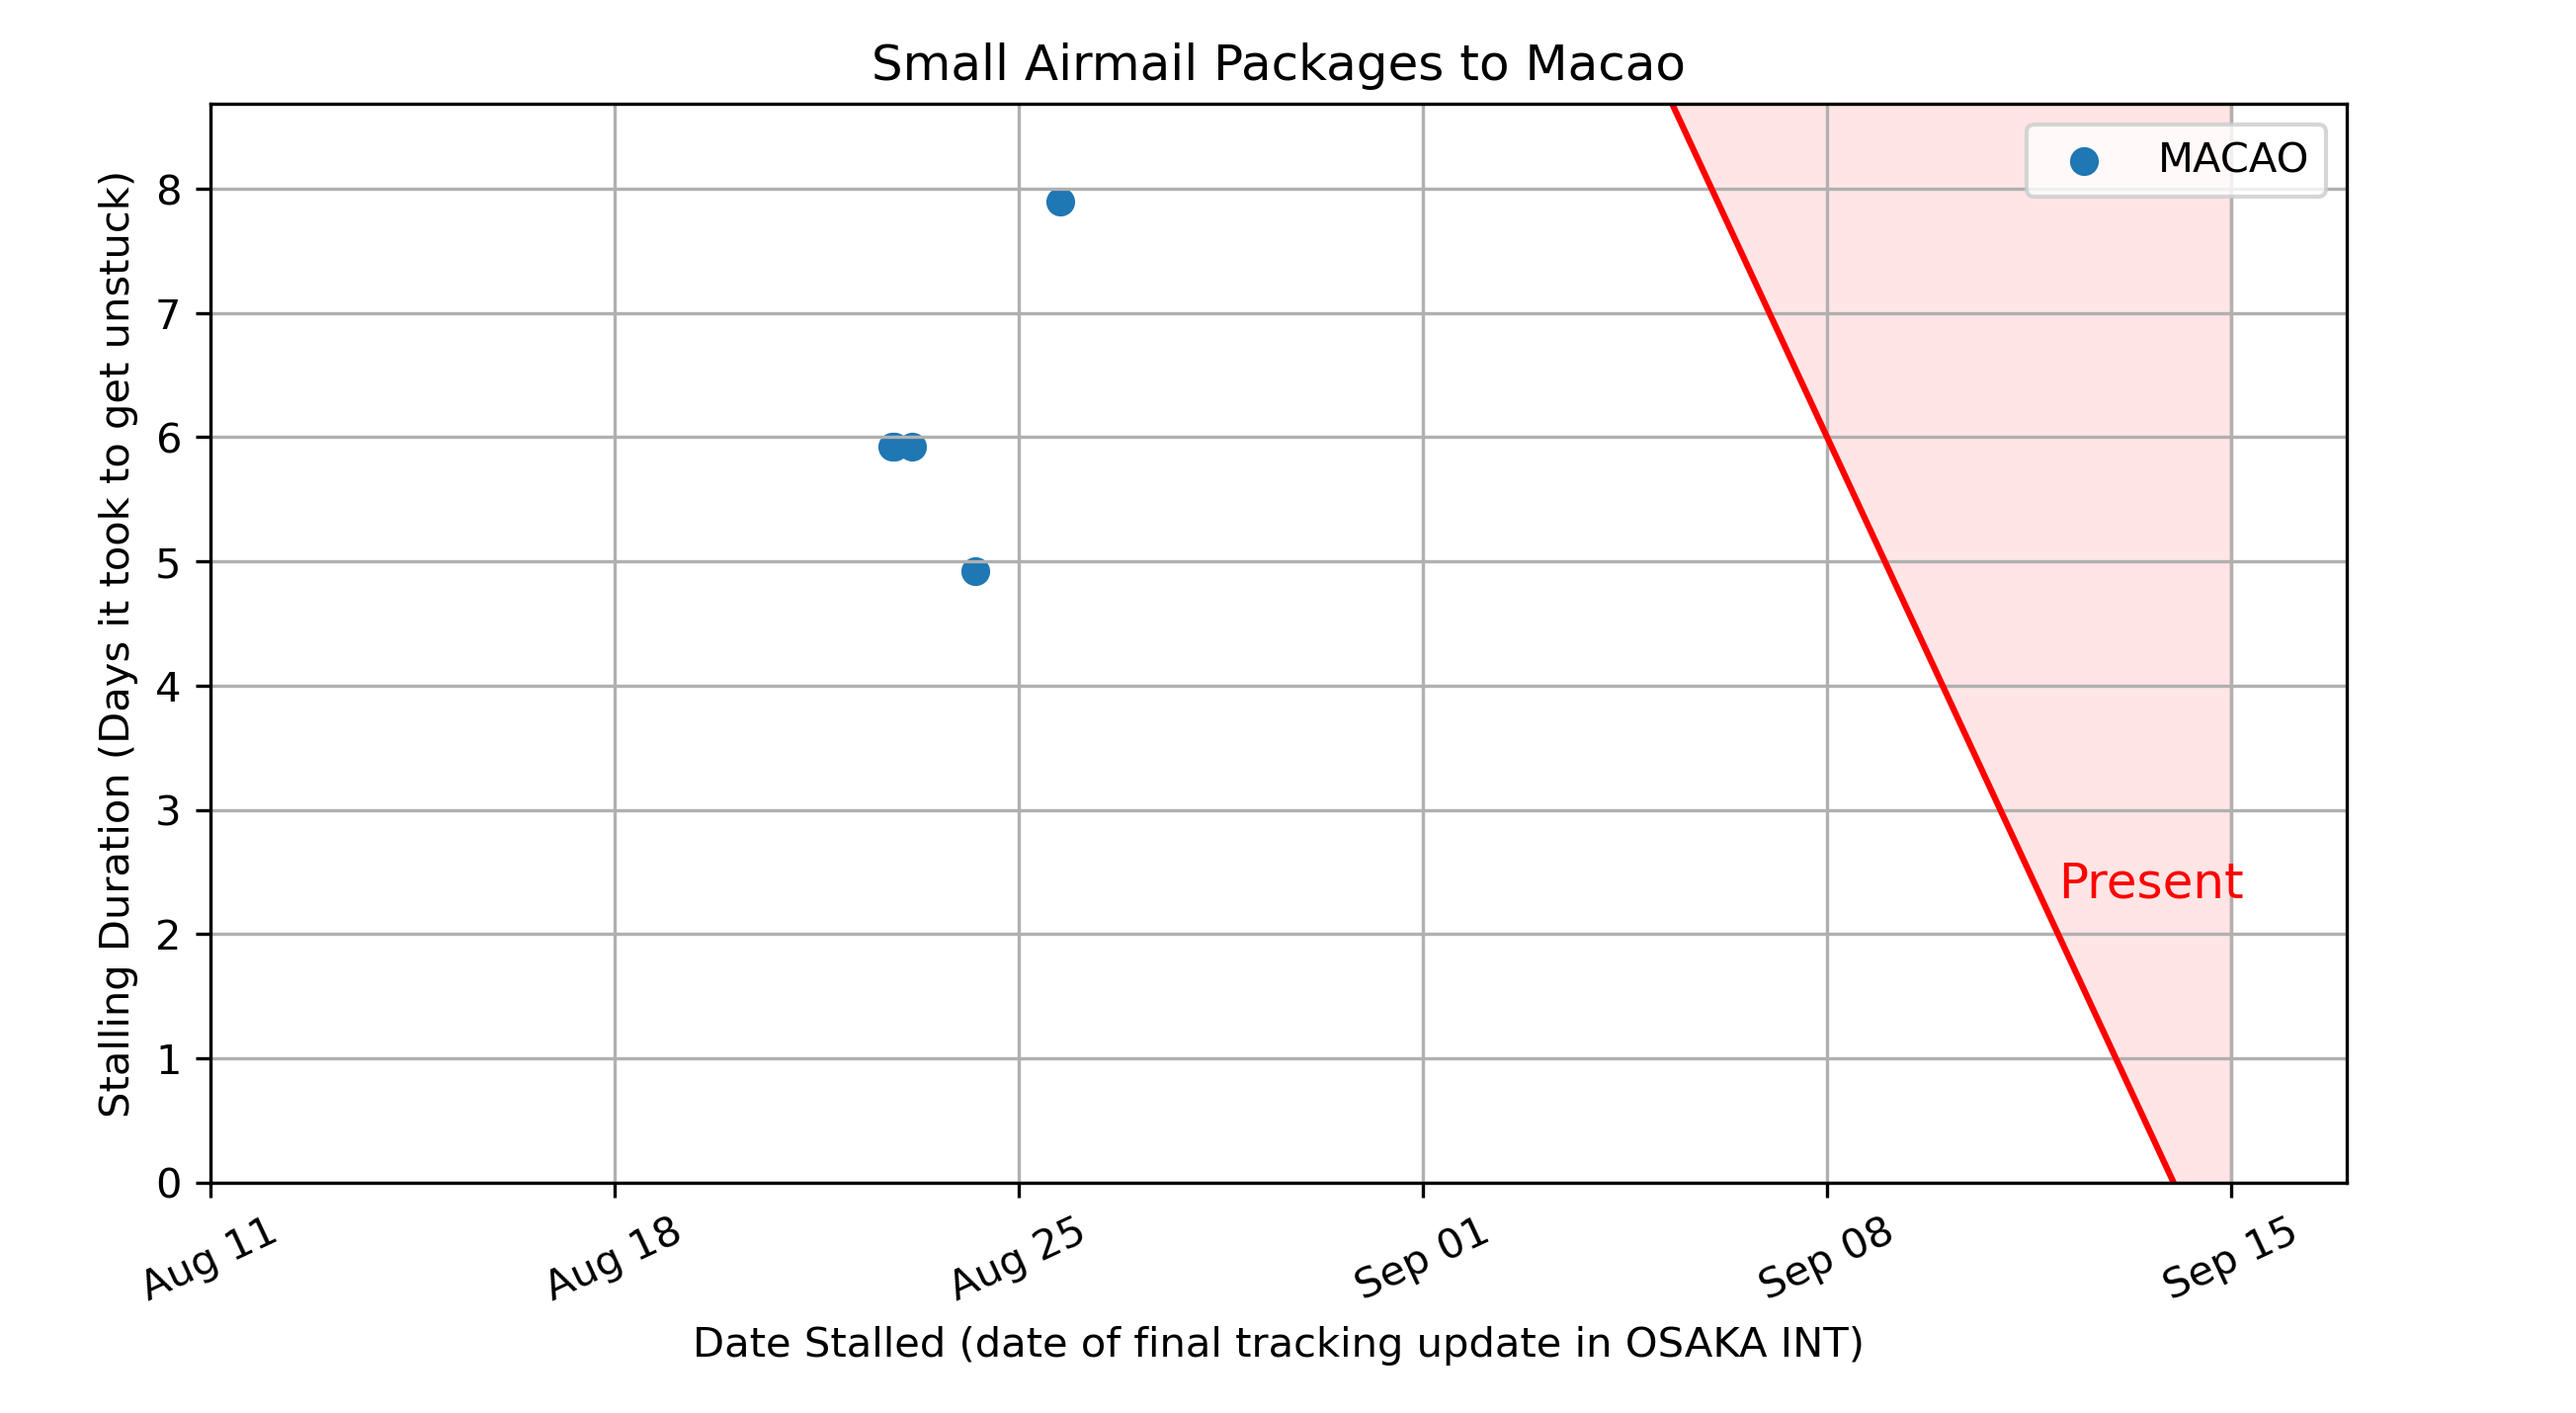 Small Airmail Packages to Macao
MACAO
Stalling Duration (Days it took to get unstuck)
8
7
6
5
4
3
2
1
0
Present
Aug 11
Aug 18
Aug 25
Sep 01
Sep 08
Sep 15
Date Stalled (date of final tracking update in OSAKA INT)